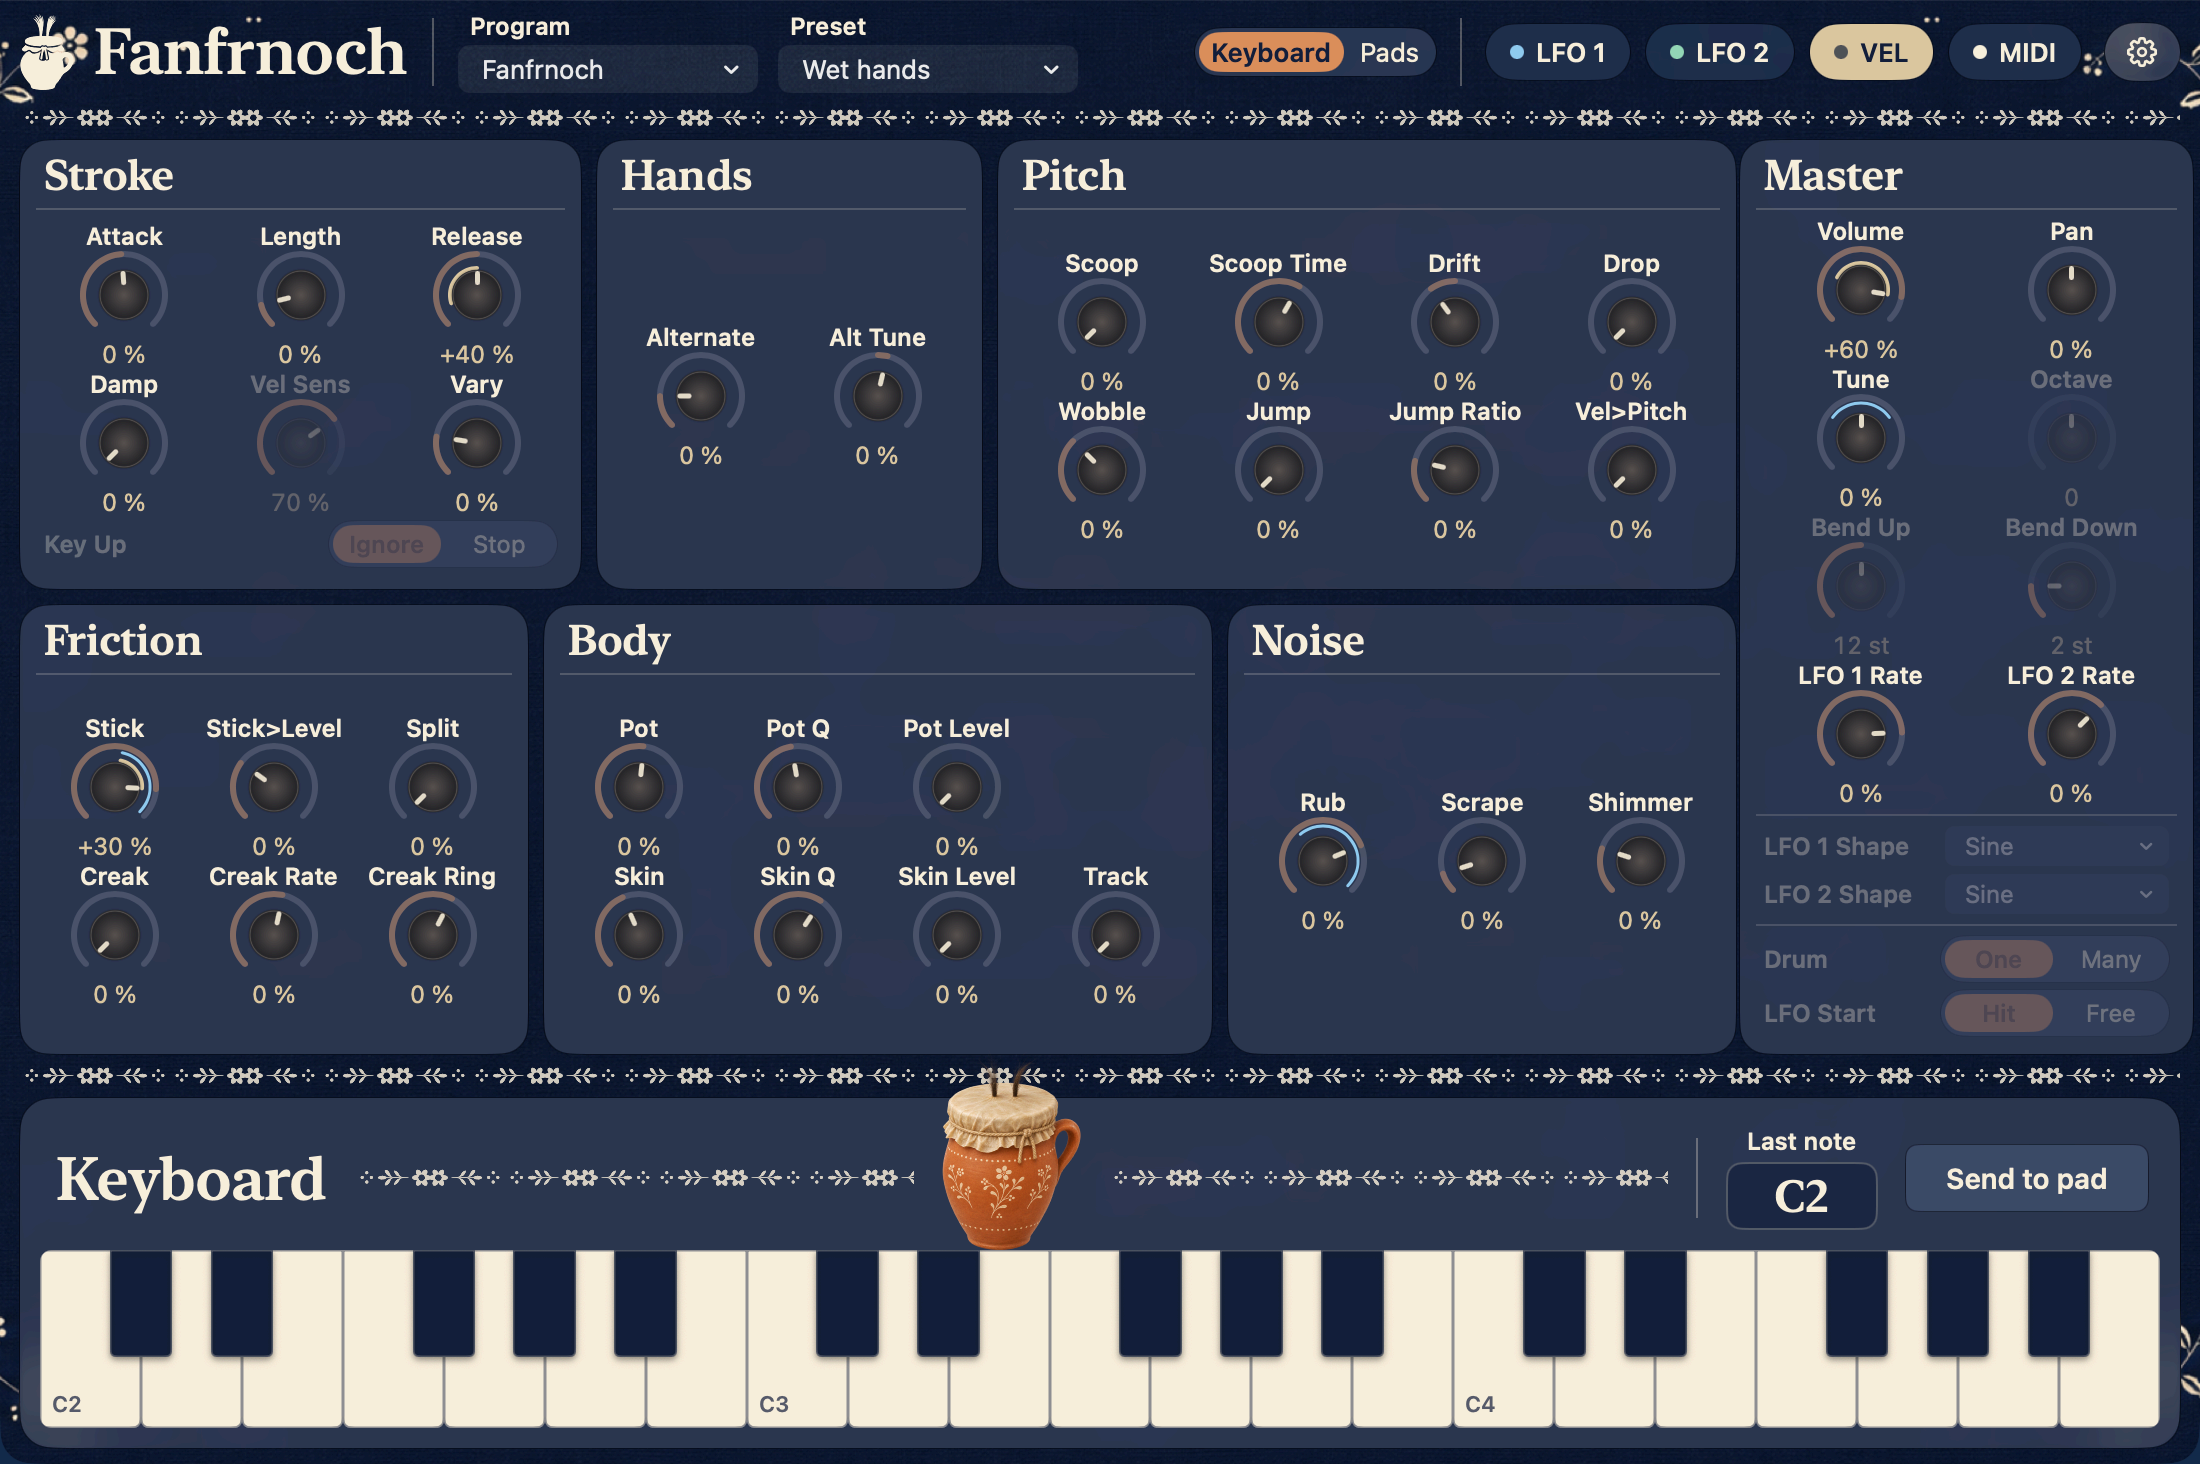 Fanfrnoch
Program
Fanfrnoch
Preset
Wet hands
Keyboard Pads
LFO 1
LFO 2
VEL
MIDI
Stroke
Attack Length Release
0 % 0 % +40 %
Damp Vel Sens Vary
0 % 70 % 0 %
Key Up Ignore Stop
Hands
Alternate Alt Tune
0 % 0 %
Pitch
Scoop Scoop Time Drift Drop
0 % 0 % 0 % 0 %
Wobble Jump Jump Ratio Vel>Pitch
0 % 0 % 0 % 0 %
Master
Volume Pan
+60 % 0 %
Tune Octave
0 % 0
Bend Up Bend Down
12 st 2 st
LFO 1 Rate LFO 2 Rate
0 % 0 %
LFO 1 Shape Sine
LFO 2 Shape Sine
Drum One Many
LFO Start Hit Free
Friction
Stick Stick>Level Split
+30 % 0 % 0 %
Creak Creak Rate Creak Ring
0 % 0 % 0 %
Body
Pot Pot Q Pot Level
0 % 0 % 0 %
Skin Skin Q Skin Level Track
0 % 0 % 0 % 0 %
Noise
Rub Scrape Shimmer
0 % 0 % 0 %
Keyboard
Last note
C2
Send to pad
C2 C3 C4